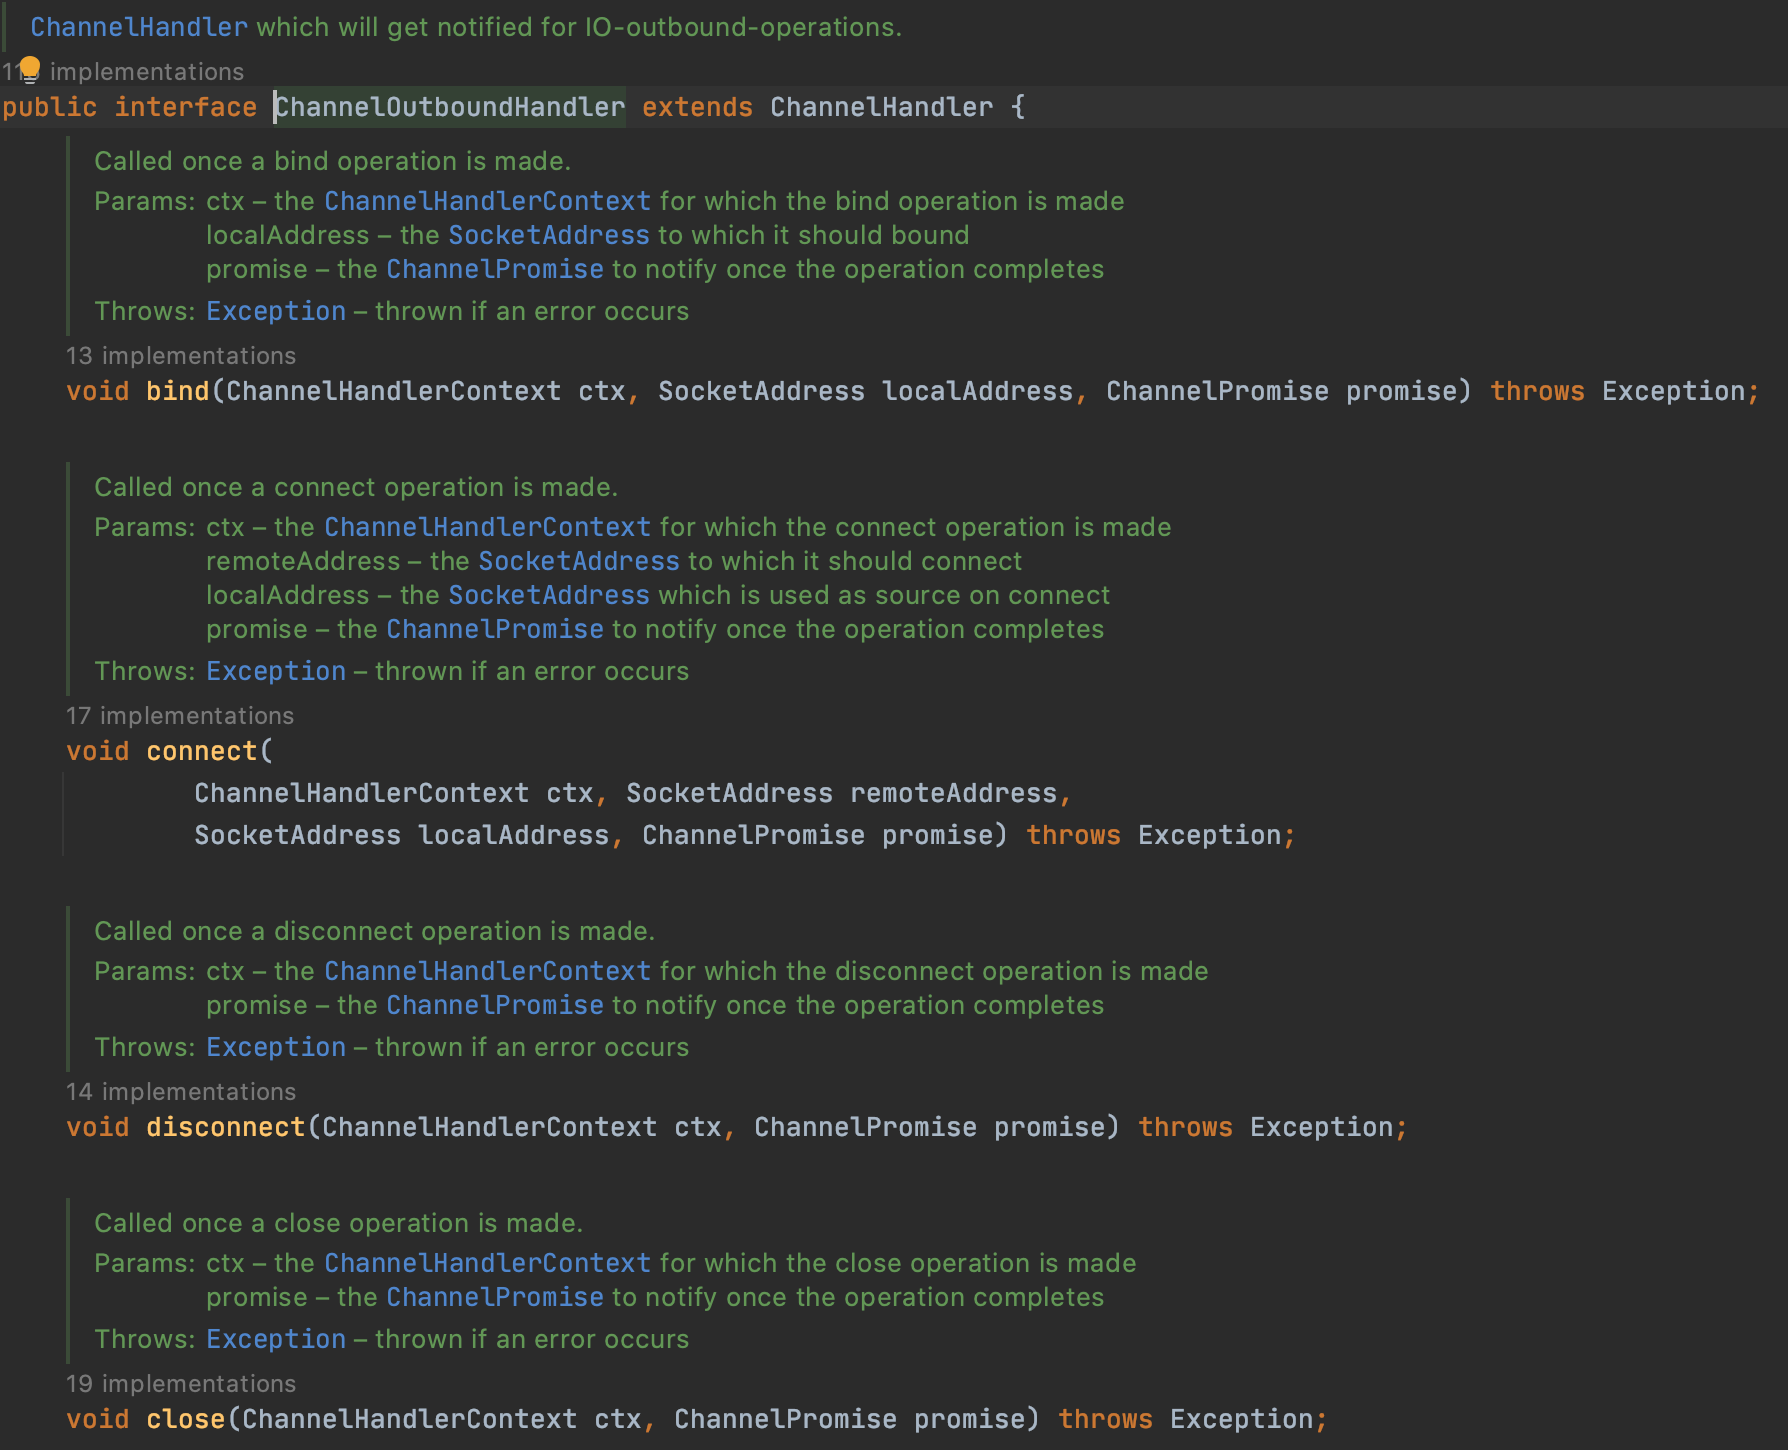 ChannelHandler which will get notified for IO-outbound-operations.
implementations
public interface ChannelOutboundHandler extends ChannelHandler {
Called once a bind operation is made.
Params: ctx – the ChannelHandlerContext for which the bind operation is made
localAddress – the SocketAddress to which it should bound
promise – the ChannelPromise to notify once the operation completes
Throws: Exception – thrown if an error occurs
13 implementations
void bind(ChannelHandlerContext ctx, SocketAddress localAddress, ChannelPromise promise) throws Exception;
Called once a connect operation is made.
Params: ctx – the ChannelHandlerContext for which the connect operation is made
remoteAddress – the SocketAddress to which it should connect
localAddress – the SocketAddress which is used as source on connect
promise – the ChannelPromise to notify once the operation completes
Throws: Exception – thrown if an error occurs
17 implementations
void connect(
ChannelHandlerContext ctx, SocketAddress remoteAddress,
SocketAddress localAddress, ChannelPromise promise) throws Exception;
Called once a disconnect operation is made.
Params: ctx – the ChannelHandlerContext for which the disconnect operation is made
promise – the ChannelPromise to notify once the operation completes
Throws: Exception – thrown if an error occurs
14 implementations
void disconnect(ChannelHandlerContext ctx, ChannelPromise promise) throws Exception;
Called once a close operation is made.
Params: ctx – the ChannelHandlerContext for which the close operation is made
promise – the ChannelPromise to notify once the operation completes
Throws: Exception – thrown if an error occurs
19 implementations
void close(ChannelHandlerContext ctx, ChannelPromise promise) throws Exception;